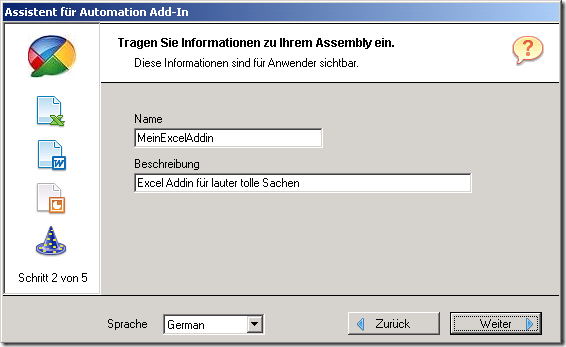 Assistent für Automation Add-In
Tragen Sie Informationen zu Ihrem Assembly ein.
Diese Informationen sind für Anwender sichtbar.
Name
MeinExcelAddin
Beschreibung
Excel Addin für lauter tolle Sachen
Schritt 2 von 5
Sprache
German
Zurück
Weiter